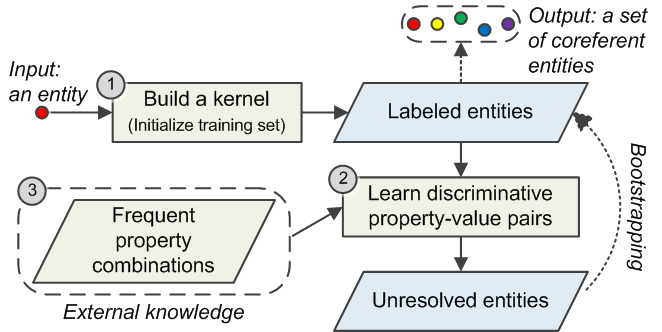 Input:
an entity
1
Build a kernel
(Initialize training set)
Output: a set
of coreferent
entities
Labeled entities
2
Learn discriminative
property-value pairs
3
Frequent
property
combinations
External knowledge
Unresolved entities
Bootstrapping